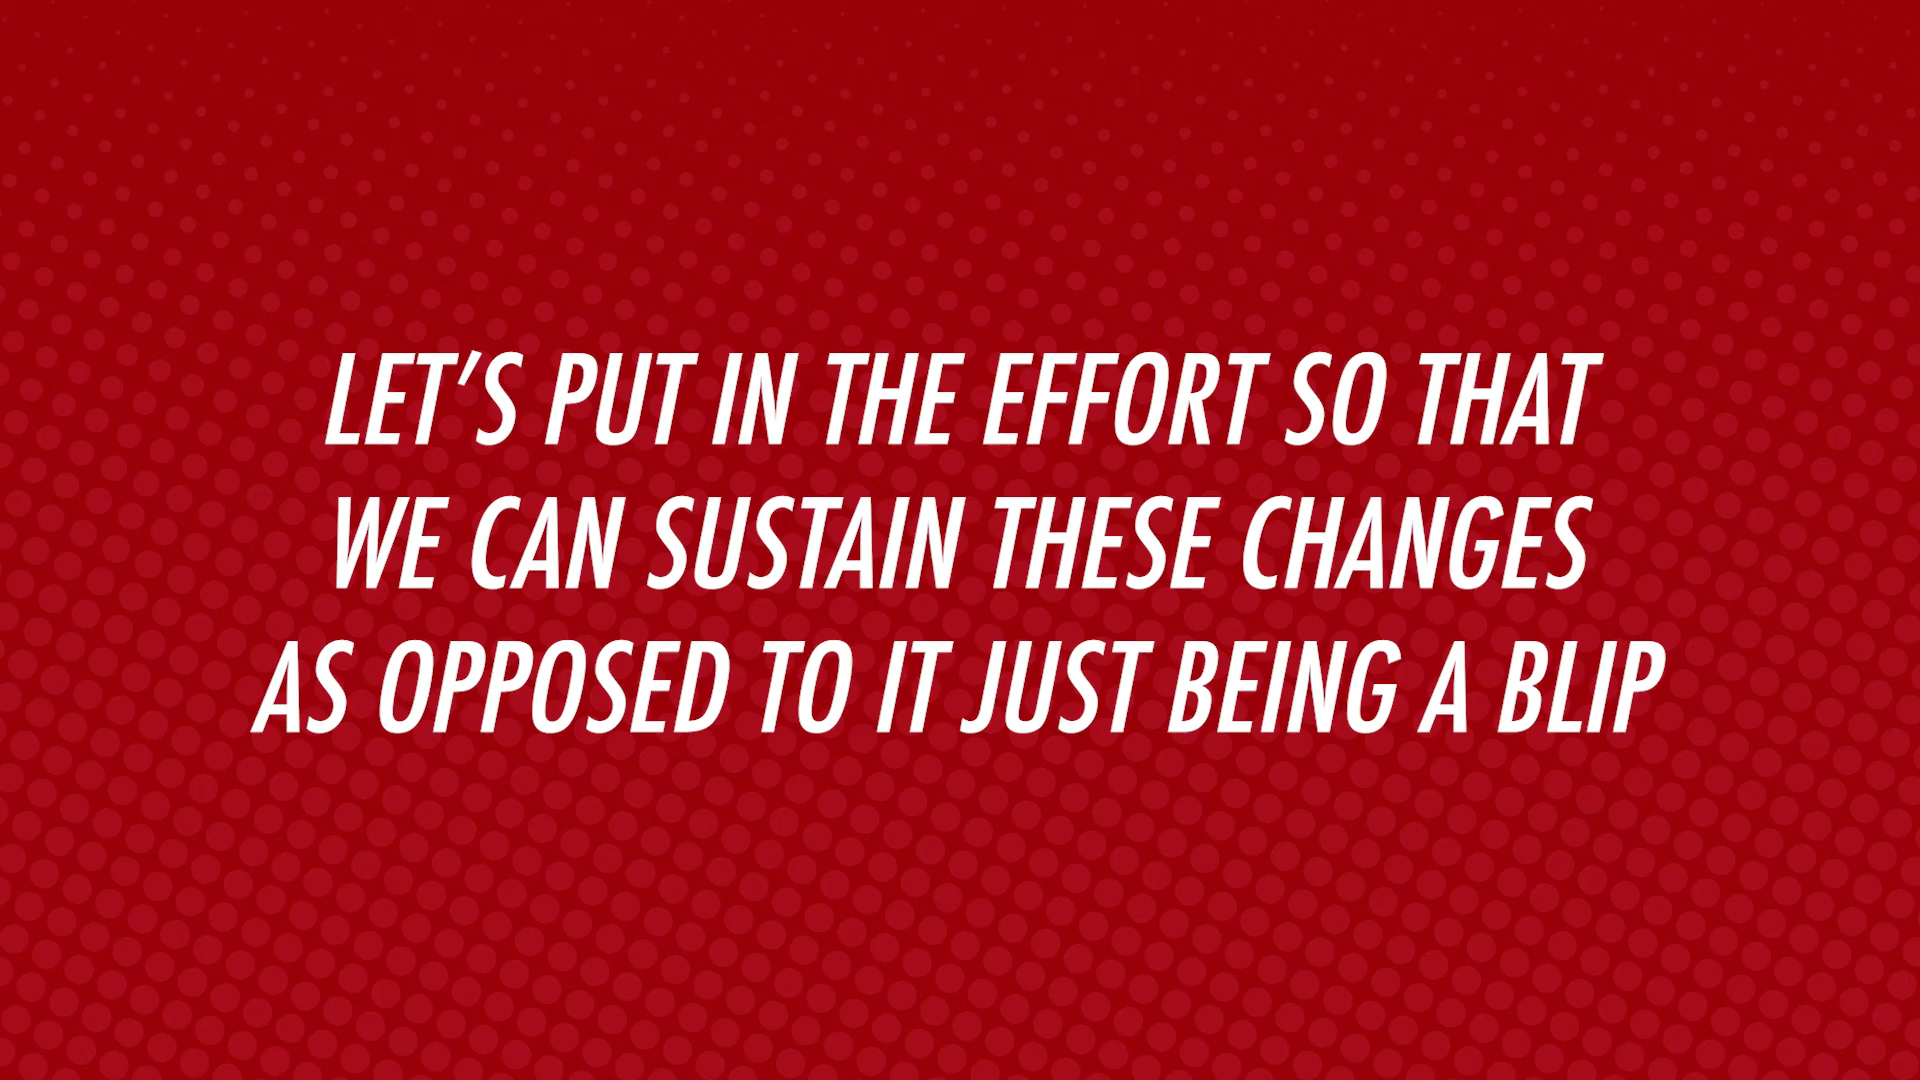 LET’S PUT IN THE EFFORT SO THAT
WE CAN SUSTAIN THESE CHANGES
AS OPPOSED TO IT JUST BEING A BLIP